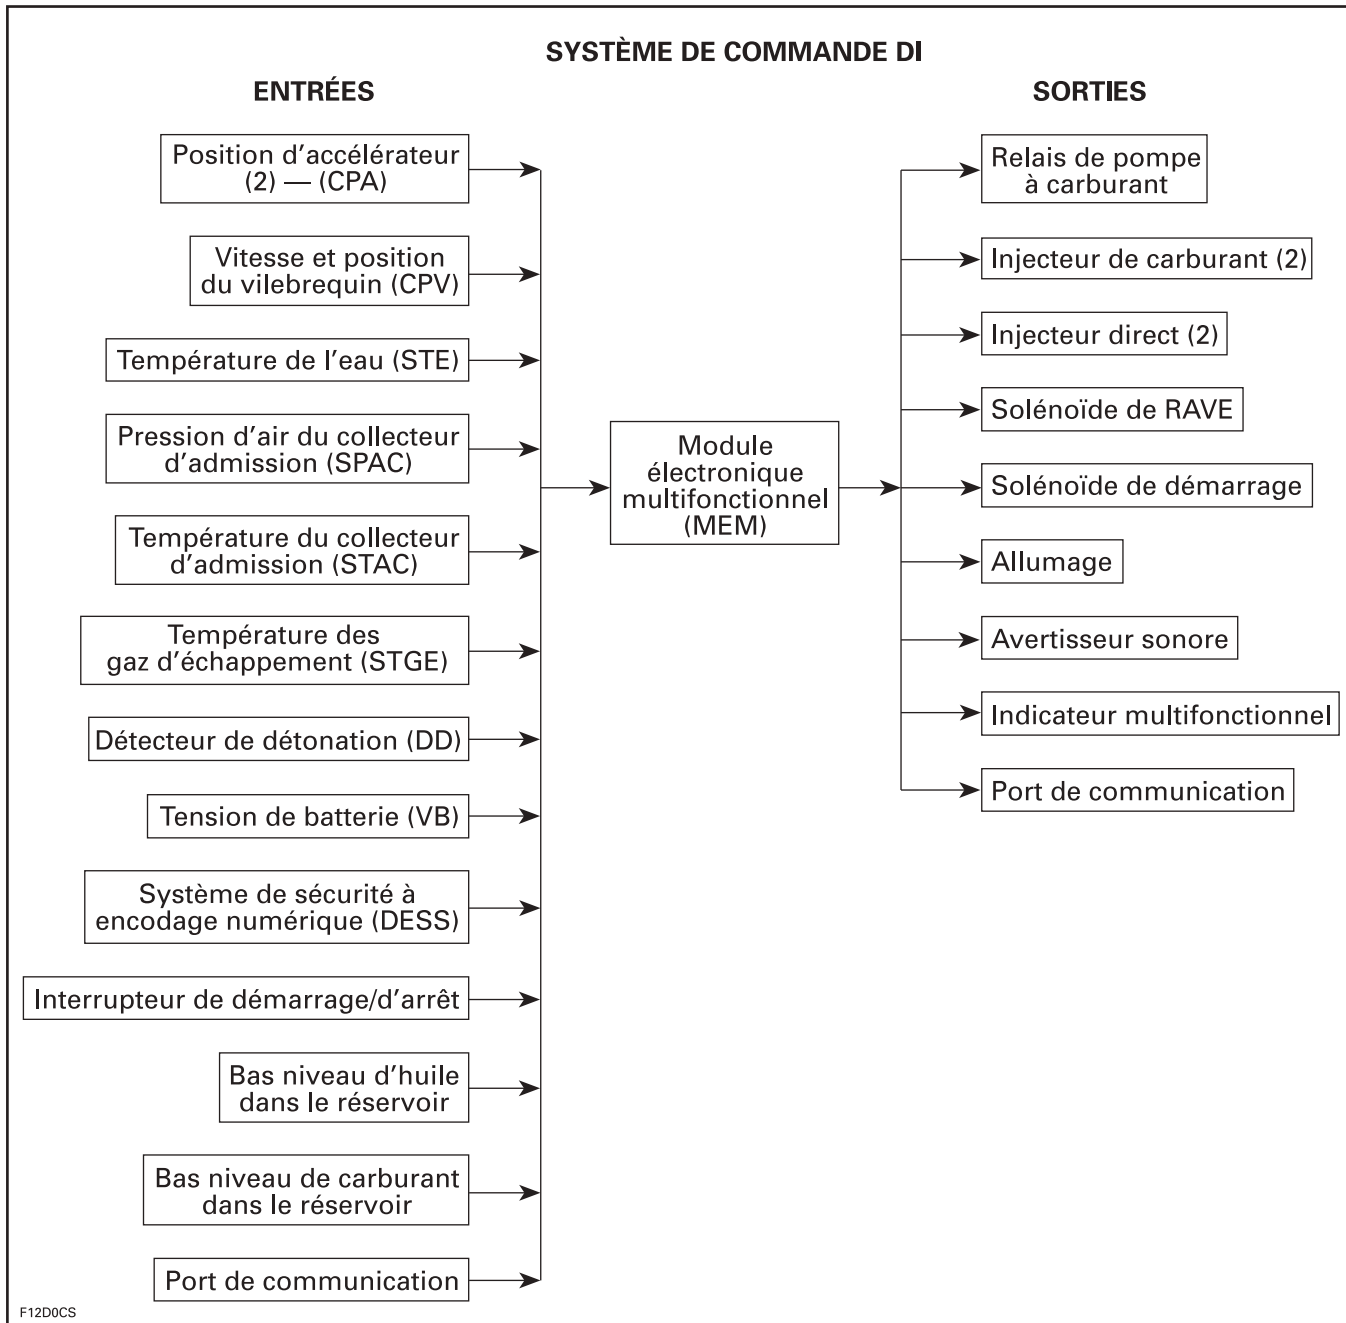 SYSTÈME DE COMMANDE DI
ENTRÉES
Position d'accélérateur
(2) — (CPA)
Vitesse et position
du vilebrequin (CPV)
Température de l'eau (STE)
Pression d'air du collecteur
d'admission (SPAC)
Température du collecteur
d'admission (STAC)
Température des
gaz d'échappement (STGE)
Détecteur de détonation (DD)
Tension de batterie (VB)
Système de sécurité à
encodage numérique (DESS)
Interrupteur de démarrage/d'arrêt
Bas niveau d'huile
dans le réservoir
Bas niveau de carburant
dans le réservoir
Port de communication
Module
électronique
multifonctionnel
(MEM)
SORTIES
Relais de pompe
à carburant
Injecteur de carburant (2)
Injecteur direct (2)
Solénoïde de RAVE
Solénoïde de démarrage
Allumage
Avertisseur sonore
Indicateur multifonctionnel
Port de communication
F12D0CS